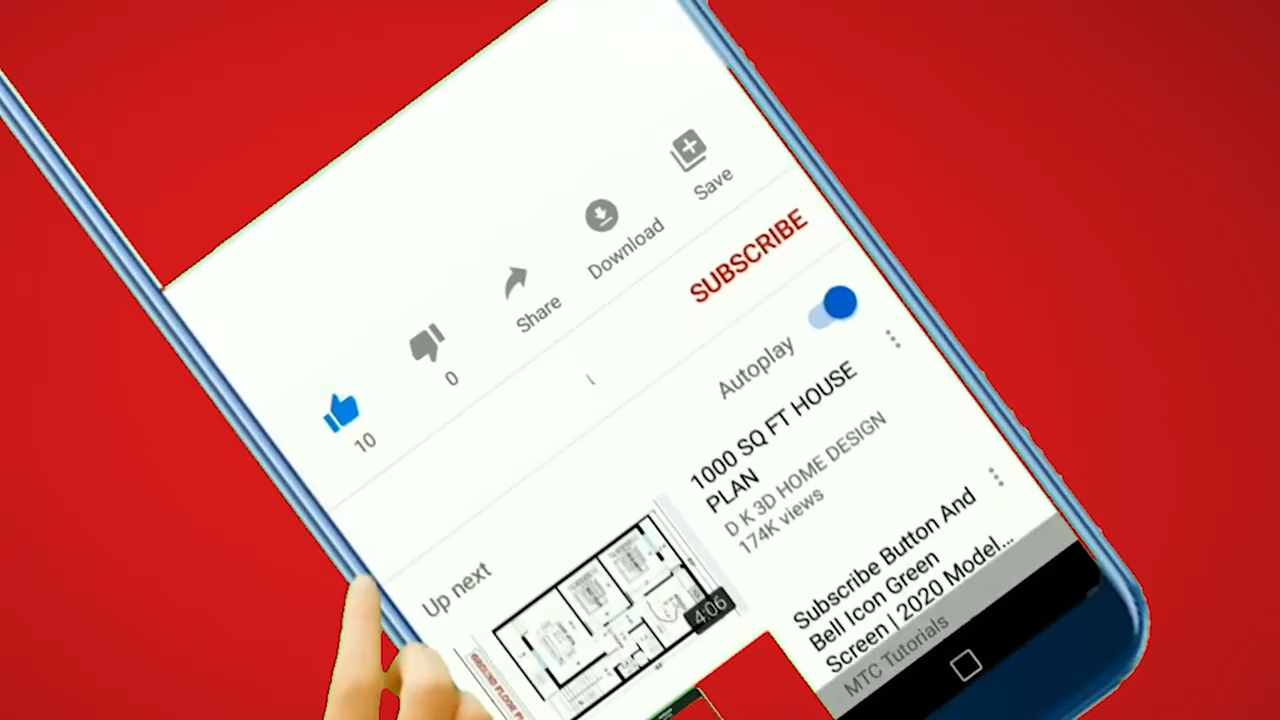 Save
Download
Share
0
10
SUBSCRIBE
Autoplay
Up next
1000 SQ FT HOUSE
PLAN
D K 3D HOME DESIGN
174K views
4:06
Subscribe Button And
Bell Icon Green
Screen | 2020 Model...
MTC Tutorials